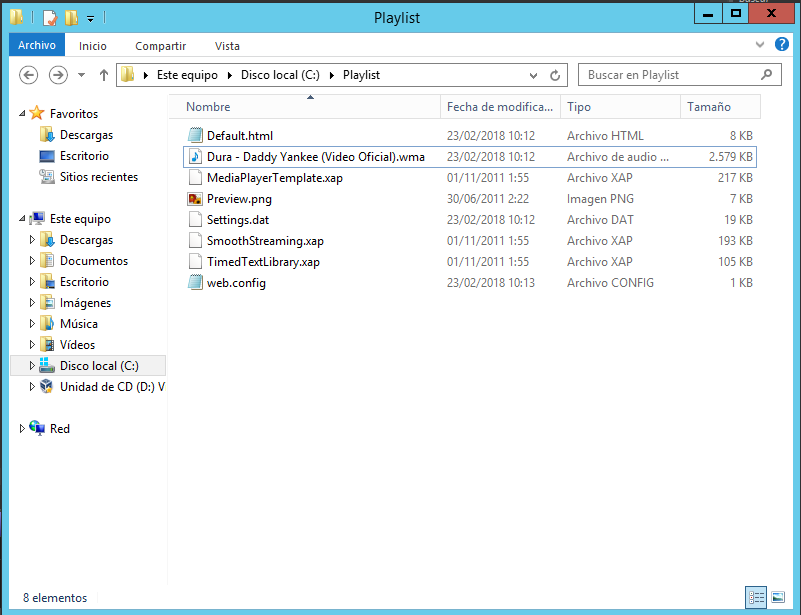 Playlist
Archivo Inicio Compartir Vista
Este equipo Disco local (C:) Playlist Buscar en Playlist
Nombre Fecha de modifica... Tipo Tamaño
Favoritos
Descargas
Escritorio
Sitios recientes
Este equipo
Descargas
Documentos
Escritorio
Imágenes
Música
Vídeos
Disco local (C:)
Unidad de CD (D:) V
Red
Default.html 23/02/2018 10:12 Archivo HTML 8 KB
Dura - Daddy Yankee (Video Oficial).wma 23/02/2018 10:12 Archivo de audio ... 2.579 KB
MediaPlayerTemplate.xap 01/11/2011 1:55 Archivo XAP 217 KB
Preview.png 30/06/2011 2:22 Imagen PNG 7 KB
Settings.dat 23/02/2018 10:12 Archivo DAT 19 KB
SmoothStreaming.xap 01/11/2011 1:55 Archivo XAP 193 KB
TimedTextLibrary.xap 01/11/2011 1:55 Archivo XAP 105 KB
web.config 23/02/2018 10:13 Archivo CONFIG 1 KB
8 elementos